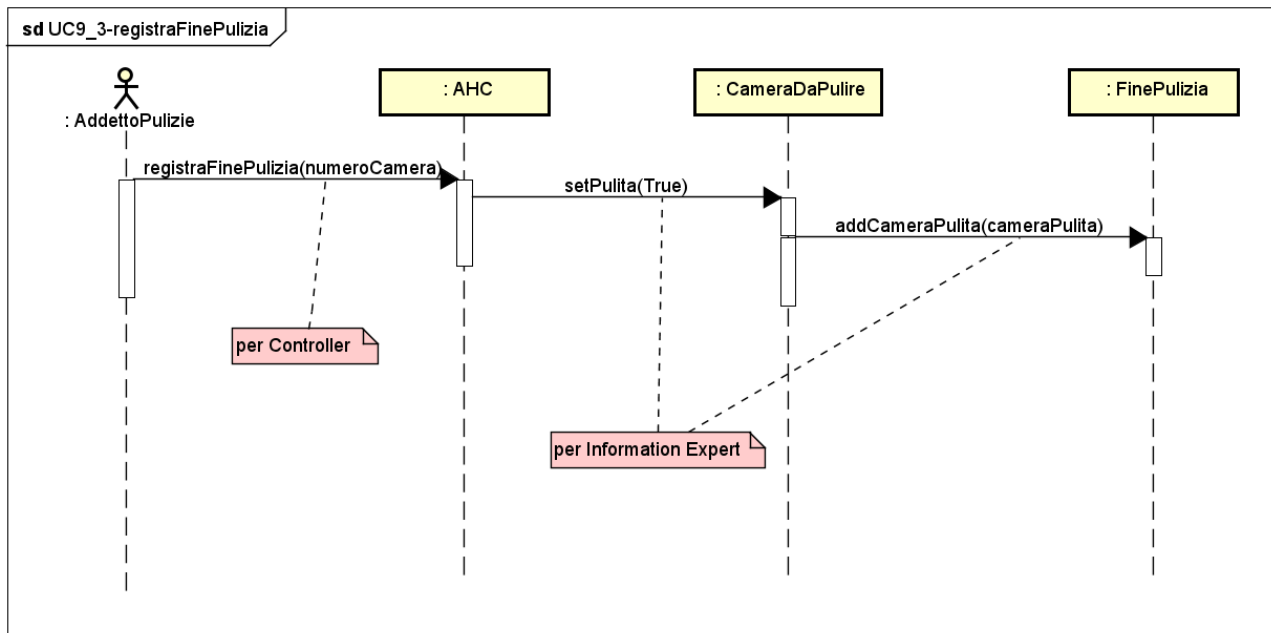 sd UC9_3-registraFinePulizia
: AddettoPulizie
: AHC
: CameraDaPulire
: FinePulizia
registraFinePulizia(numeroCamera)
setPulita(True)
addCameraPulita(cameraPulita)
per Controller
per Information Expert